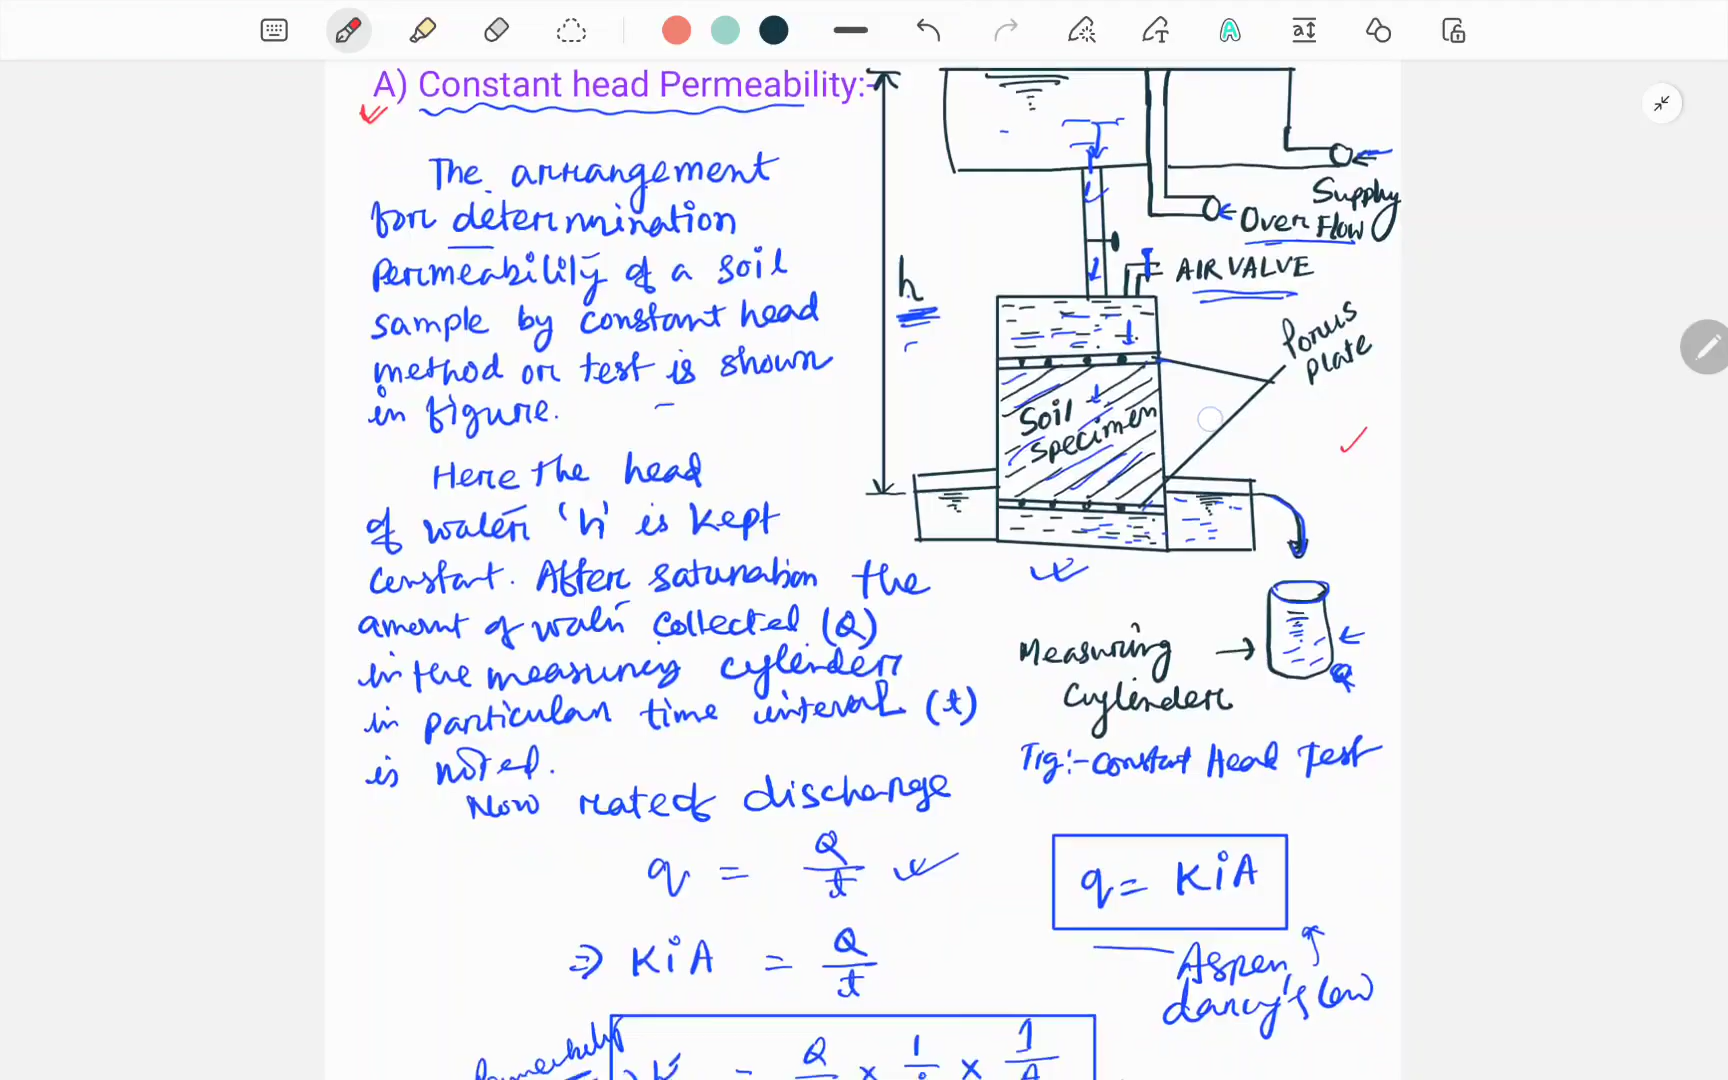 A) Constant head Permeability:-
The arrangement
for determination
permeability of a soil
sample by constant head
method or test is shown
in figure.
Here the head
of water 'h' is kept
constant. After saturation the
amount of water collected (Q)
in the measuring cylinder
in particular time interval (t)
is noted.
Now rate of discharge
q = Q/t
⇒ KiA = Q/t
Permeability
K = Q × 1/i × 1/A
h
Supply
Over Flow
AIR VALVE
Porus
plate
Soil
specimen
Measuring
cylinder
Q
Fig:- Constant Head Test
q = KiA
As per
darcy's law